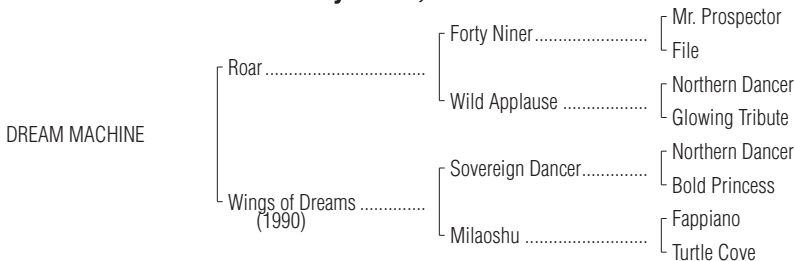 Mr. Prospector
Forty Niner
File
Roar
Northern Dancer
Wild Applause
Glowing Tribute
DREAM MACHINE
Northern Dancer
Sovereign Dancer
Bold Princess
Wings of Dreams
(1990)
Fappiano
Milaoshu
Turtle Cove